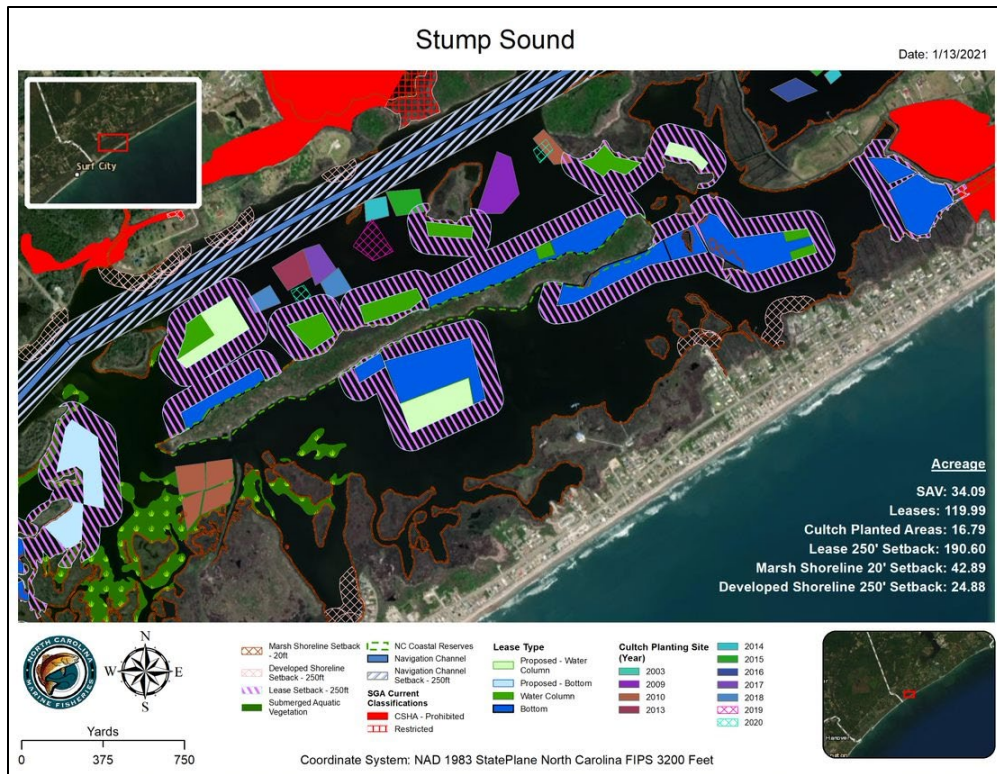 Stump Sound
Date: 1/13/2021
Surf City
Acreage
SAV: 34.09
Leases: 119.99
Cultch Planted Areas: 16.79
Lease 250' Setback: 190.60
Marsh Shoreline 20' Setback: 42.89
Developed Shoreline 250' Setback: 24.88
NORTH CAROLINA
MARINE FISHERIES
N
W
E
S
Marsh Shoreline Setback
- 20ft
Developed Shoreline
Setback - 250ft
Lease Setback - 250ft
Submerged Aquatic
Vegetation
NC Coastal Reserves
Navigation Channel
Navigation Channel
Setback - 250ft
SGA Current
Classifications
CSHA - Prohibited
Restricted
Lease Type
Proposed - Water
Column
Proposed - Bottom
Water Column
Bottom
Cultch Planting Site
(Year)
2003
2009
2010
2013
2014
2015
2016
2017
2018
2019
2020
Yards
0 375 750
Coordinate System: NAD 1983 StatePlane North Carolina FIPS 3200 Feet